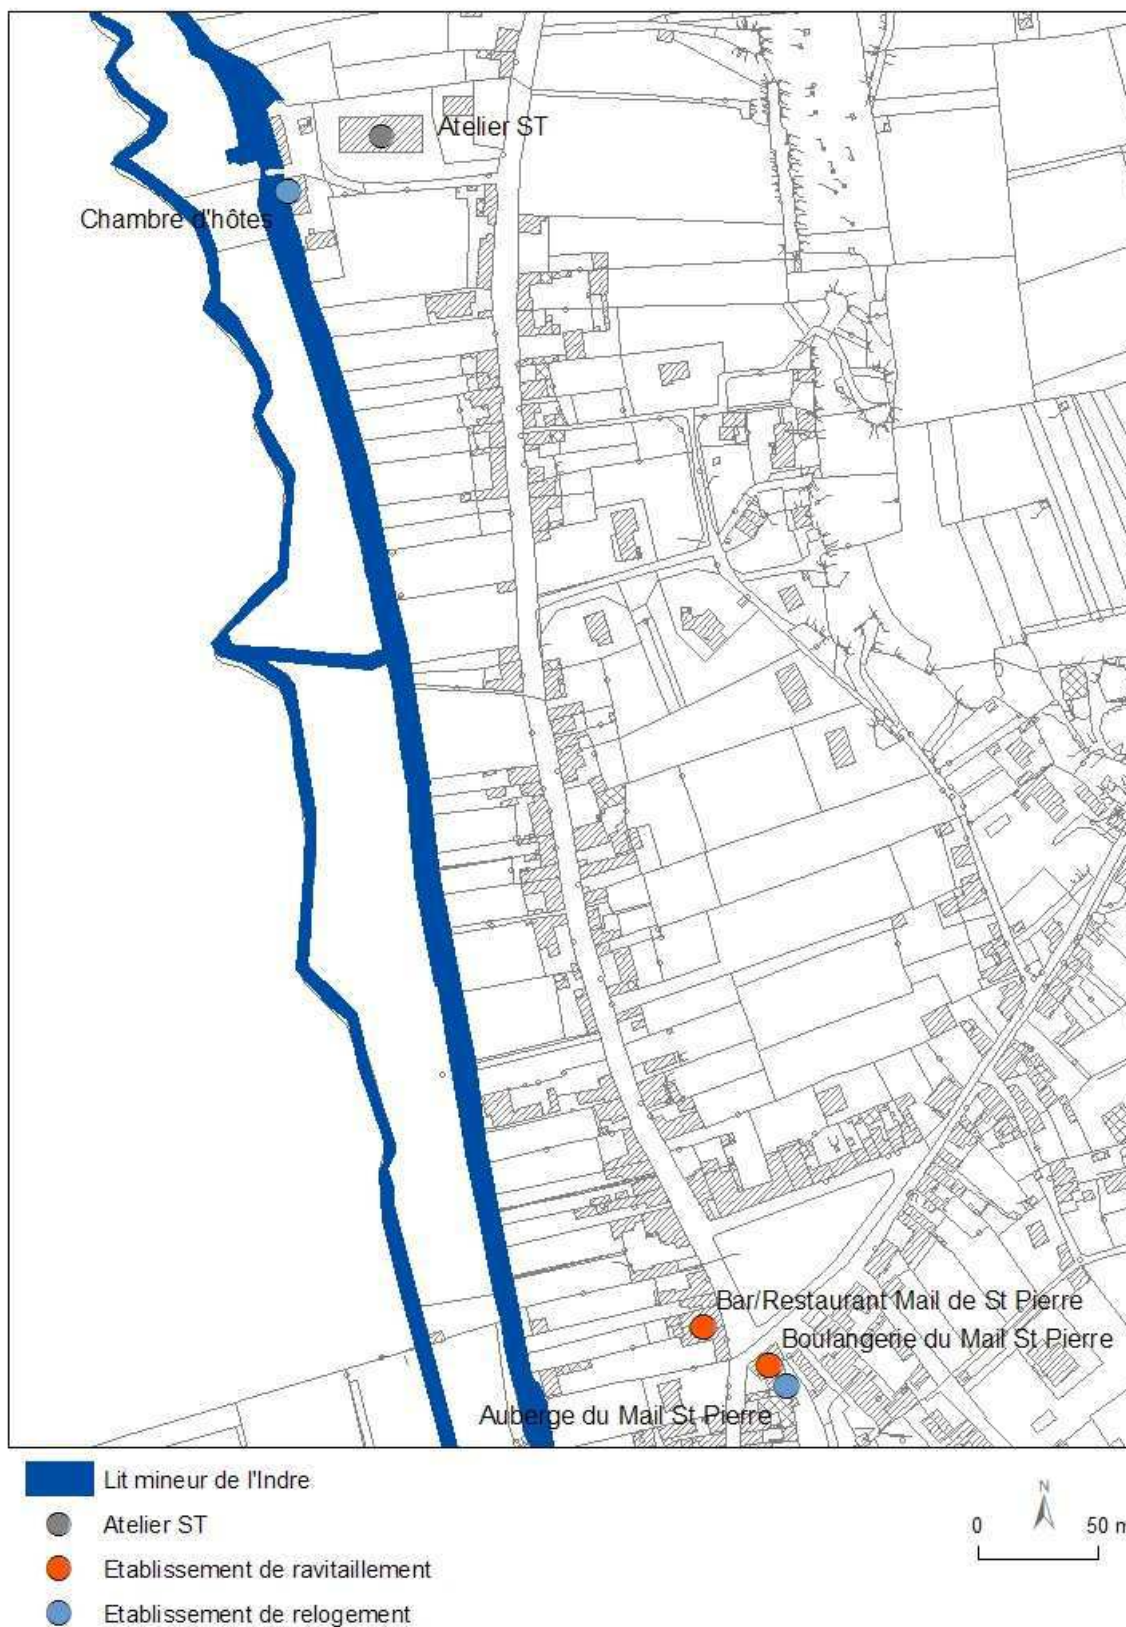 Atelier ST
Chambre d'hôtes
Bar/Restaurant Mail de St Pierre
Boulangerie du Mail St Pierre
Auberge du Mail St Pierre
Lit mineur de l'Indre
Atelier ST
Etablissement de ravitaillement
Etablissement de relogement
N
0 50 m